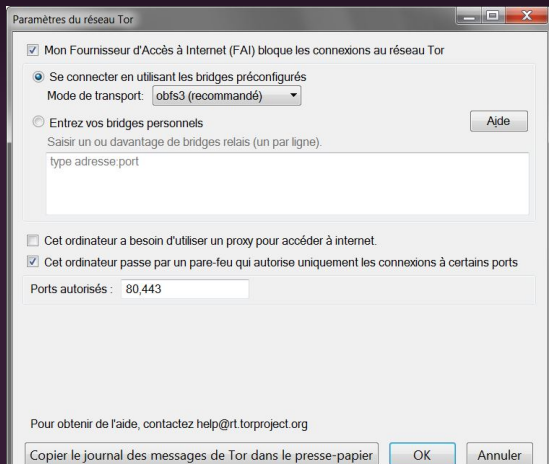 Paramètres du réseau Tor
Mon Fournisseur d'Accès à Internet (FAI) bloque les connexions au réseau Tor
Se connecter en utilisant les bridges préconfigurés
Mode de transport: obfs3 (recommandé)
Entrez vos bridges personnels
Aide
Saisir un ou davantage de bridges relais (un par ligne).
type adresse:port
Cet ordinateur a besoin d'utiliser un proxy pour accéder à internet.
Cet ordinateur passe par un pare-feu qui autorise uniquement les connexions à certains ports
Ports autorisés : 80,443
Pour obtenir de l'aide, contactez help@rt.torproject.org
Copier le journal des messages de Tor dans le presse-papier OK Annuler